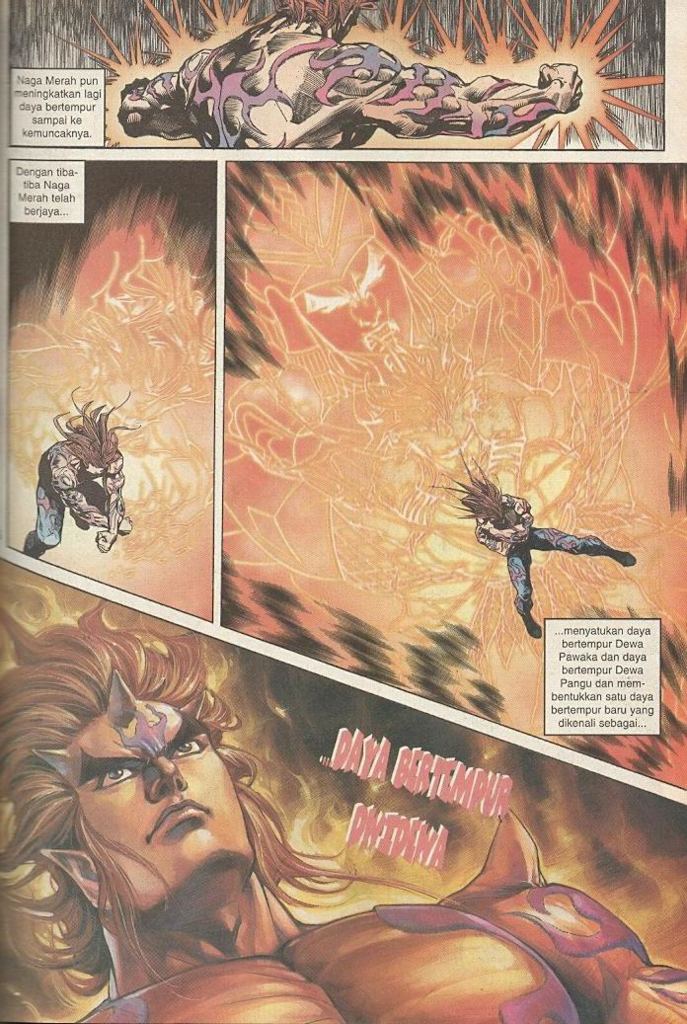 Naga Merah pun
meningkatkan lagi
daya bertempur
sampai ke
kemuncaknya.
Dengan tiba-
tiba Naga
Merah telah
berjaya...
...menyatukan daya
bertempur Dewa
Pawaka dan daya
bertempur Dewa
Pangu dan mem-
bentukkan satu daya
bertempur baru yang
dikenali sebagai...
...DAYA BERTEMPUR
DWIDEWA